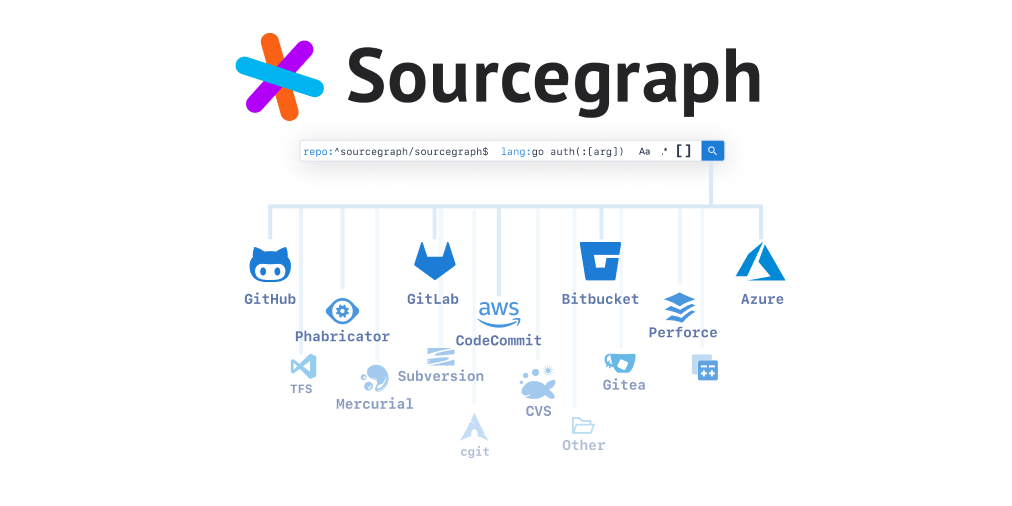 Sourcegraph
repo:^sourcegraph/sourcegraph$ lang:go auth(:[arg]) Aa .* []
GitHub
GitLab
Bitbucket
Azure
Phabricator
aws
CodeCommit
Perforce
TFS
Subversion
Gitea
Mercurial
CVS
cgit
Other